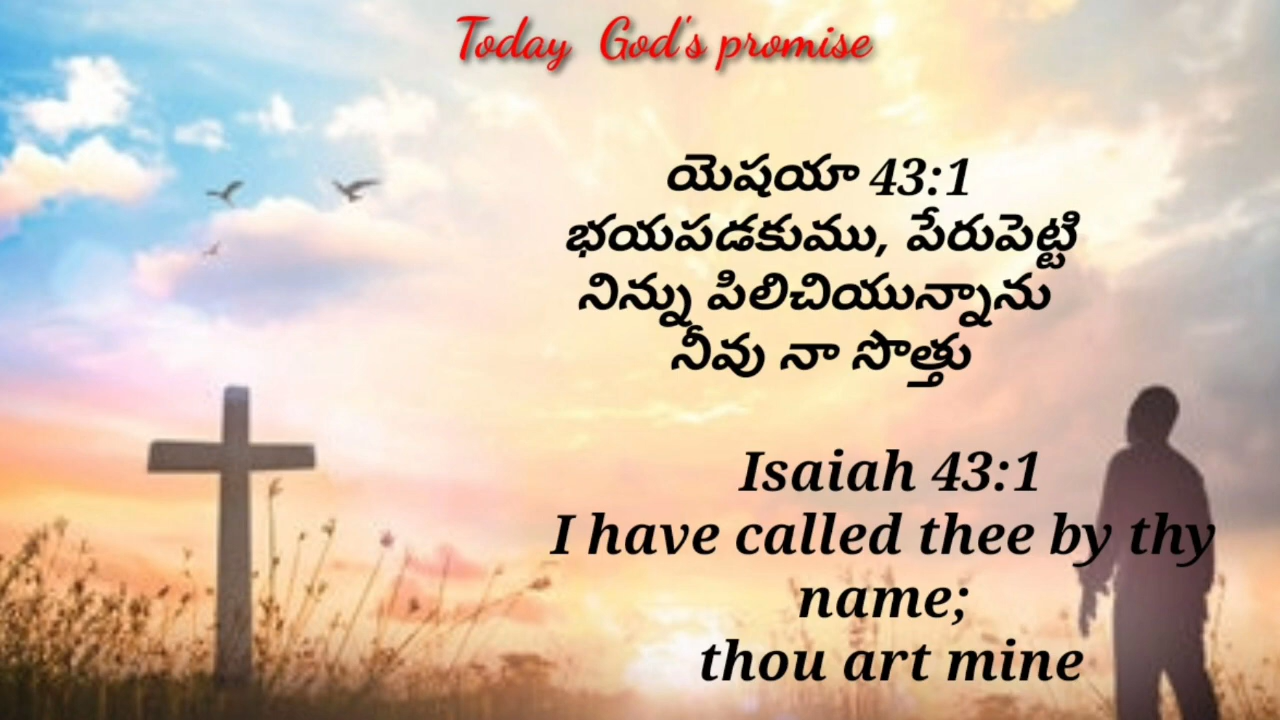 Today God's promise
యెషయా 43:1
భయపడకుము, పేరుపెట్టి
నిన్ను పిలిచియున్నాను
నీవు నా సొత్తు
Isaiah 43:1
I have called thee by thy
name;
thou art mine